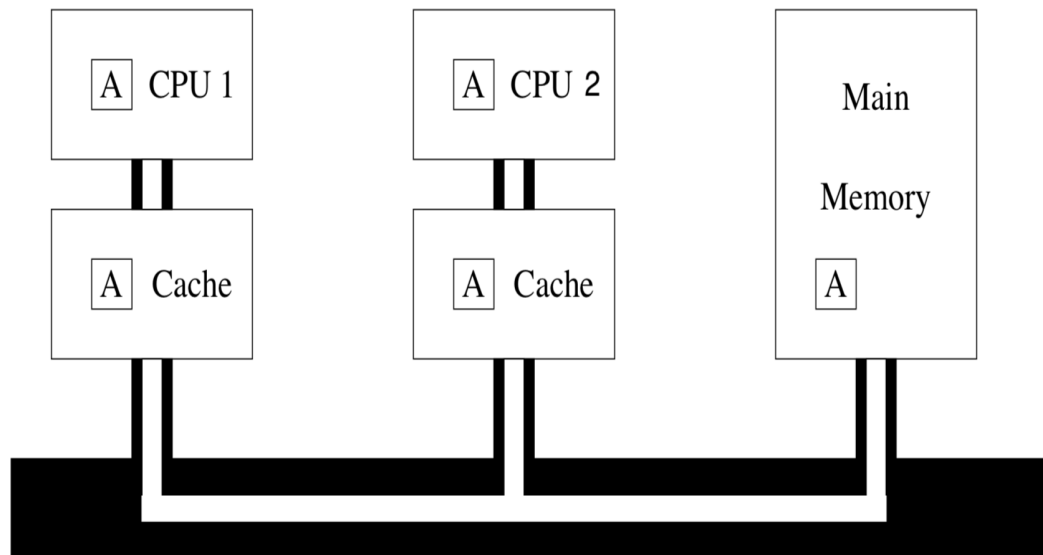 A CPU 1
A Cache
A CPU 2
A Cache
Main
Memory
A